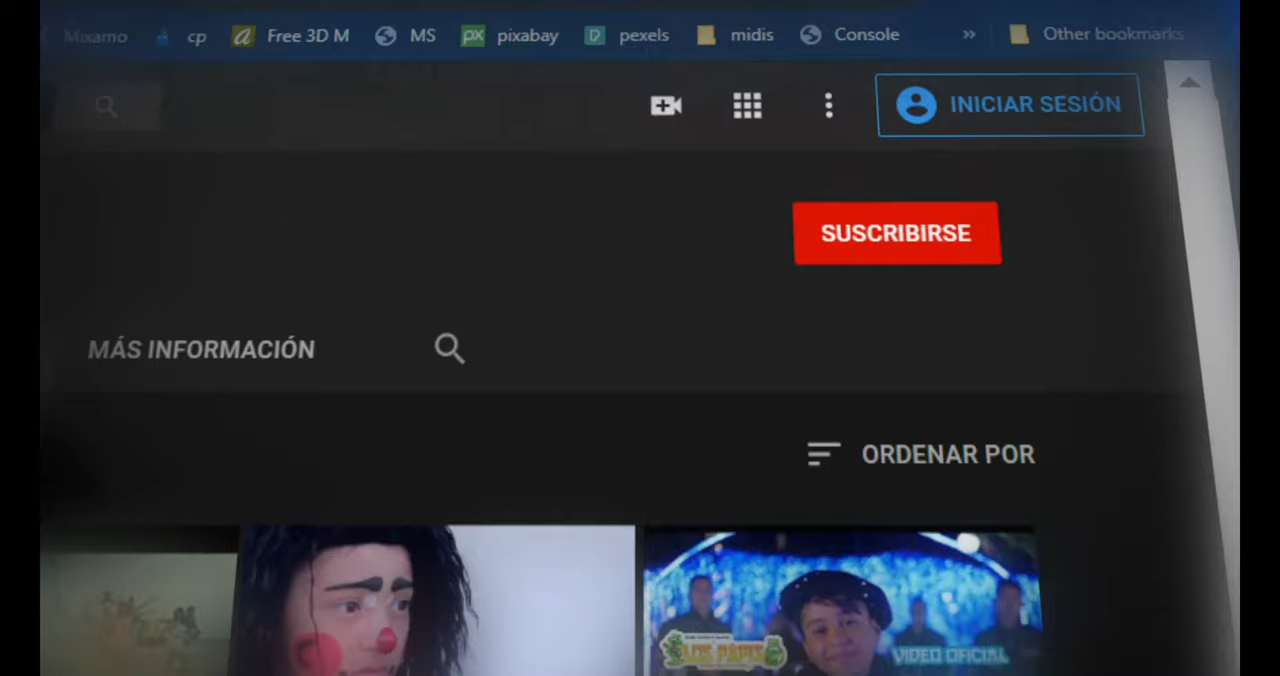 Mixamo cp Free 3D M MS pixabay pexels midis Console » Other bookmarks
INICIAR SESIÓN
SUSCRIBIRSE
MÁS INFORMACIÓN
ORDENAR POR
VIDEO OFICIAL